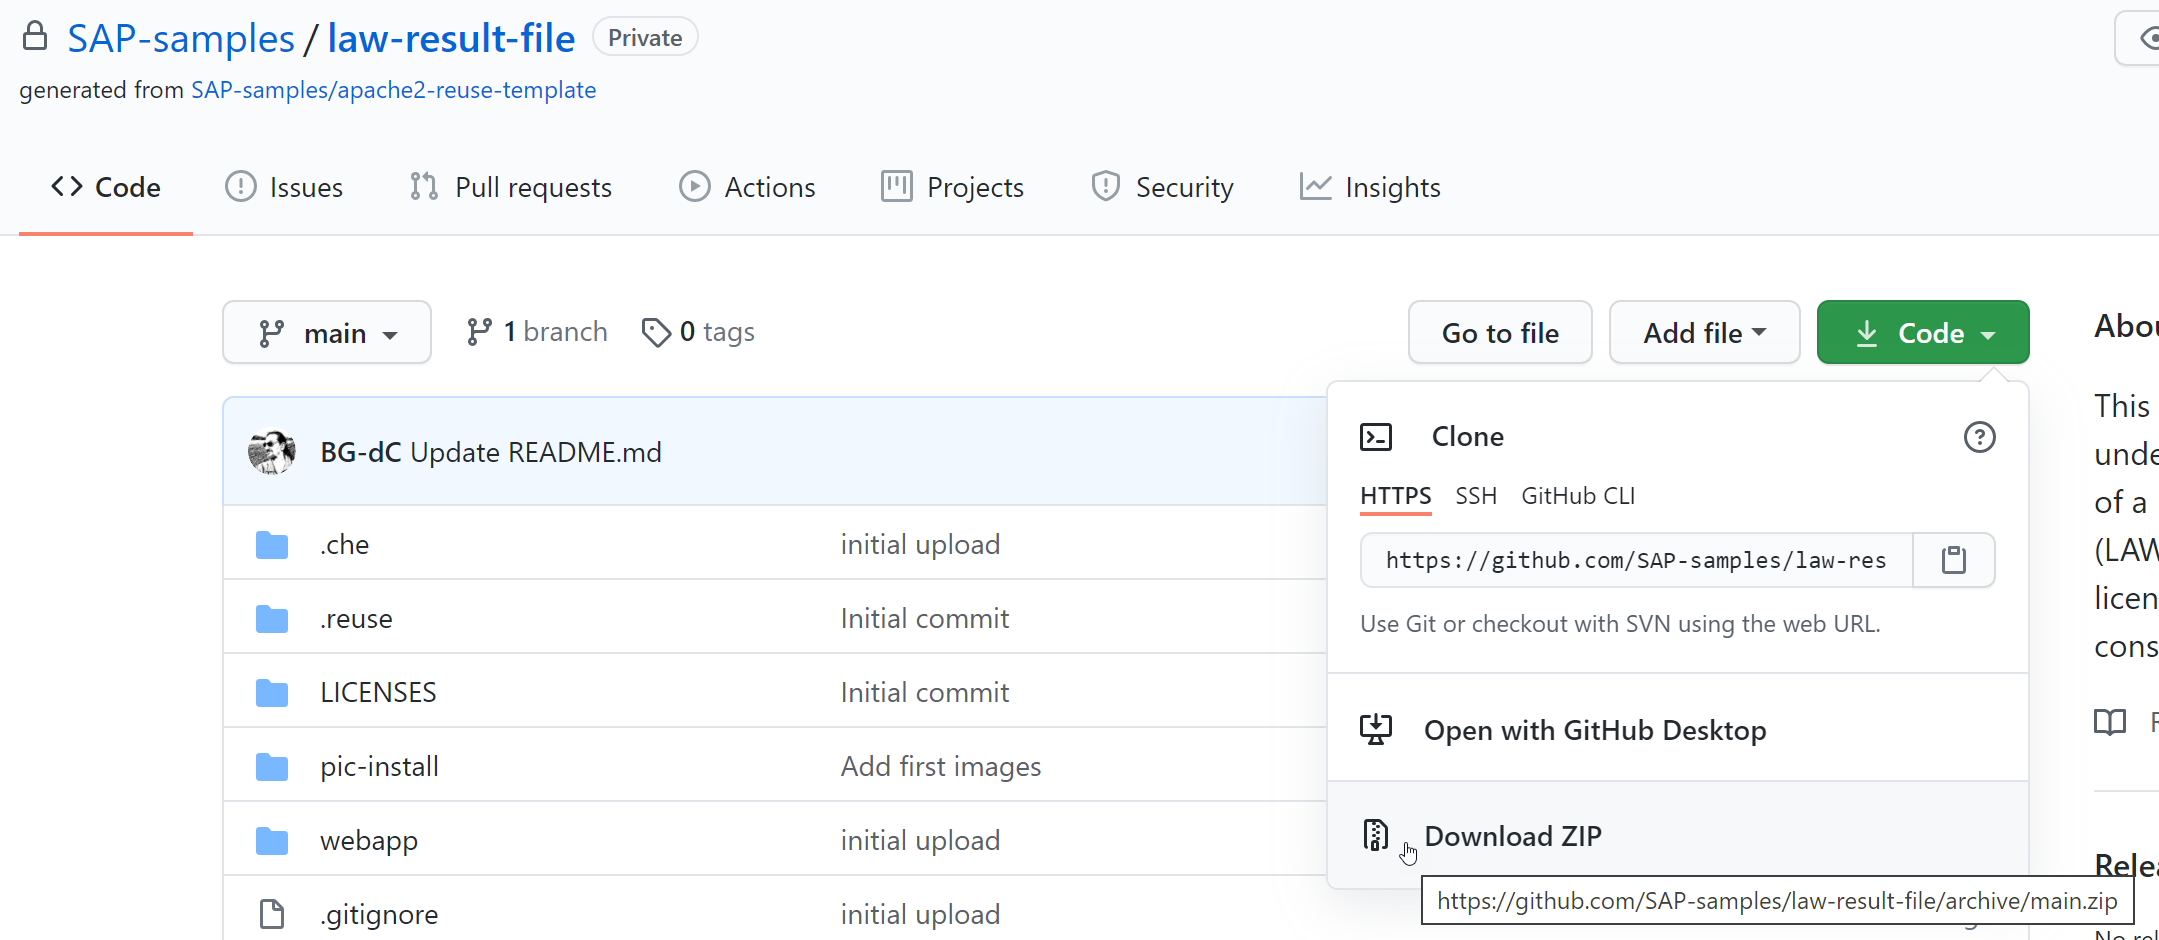 SAP-samples / law-result-file Private
generated from SAP-samples/apache2-reuse-template
Code Issues Pull requests Actions Projects Security Insights
main 1 branch 0 tags Go to file Add file Code
BG-dC Update README.md
.che initial upload
.reuse Initial commit
LICENSES Initial commit
pic-install Add first images
webapp initial upload
.gitignore initial upload
Clone
HTTPS SSH GitHub CLI
https://github.com/SAP-samples/law-res
Use Git or checkout with SVN using the web URL.
Open with GitHub Desktop
Download ZIP
https://github.com/SAP-samples/law-result-file/archive/main.zip
Abou
This
unde
of a
(LAW
licen
cons
R
Relea